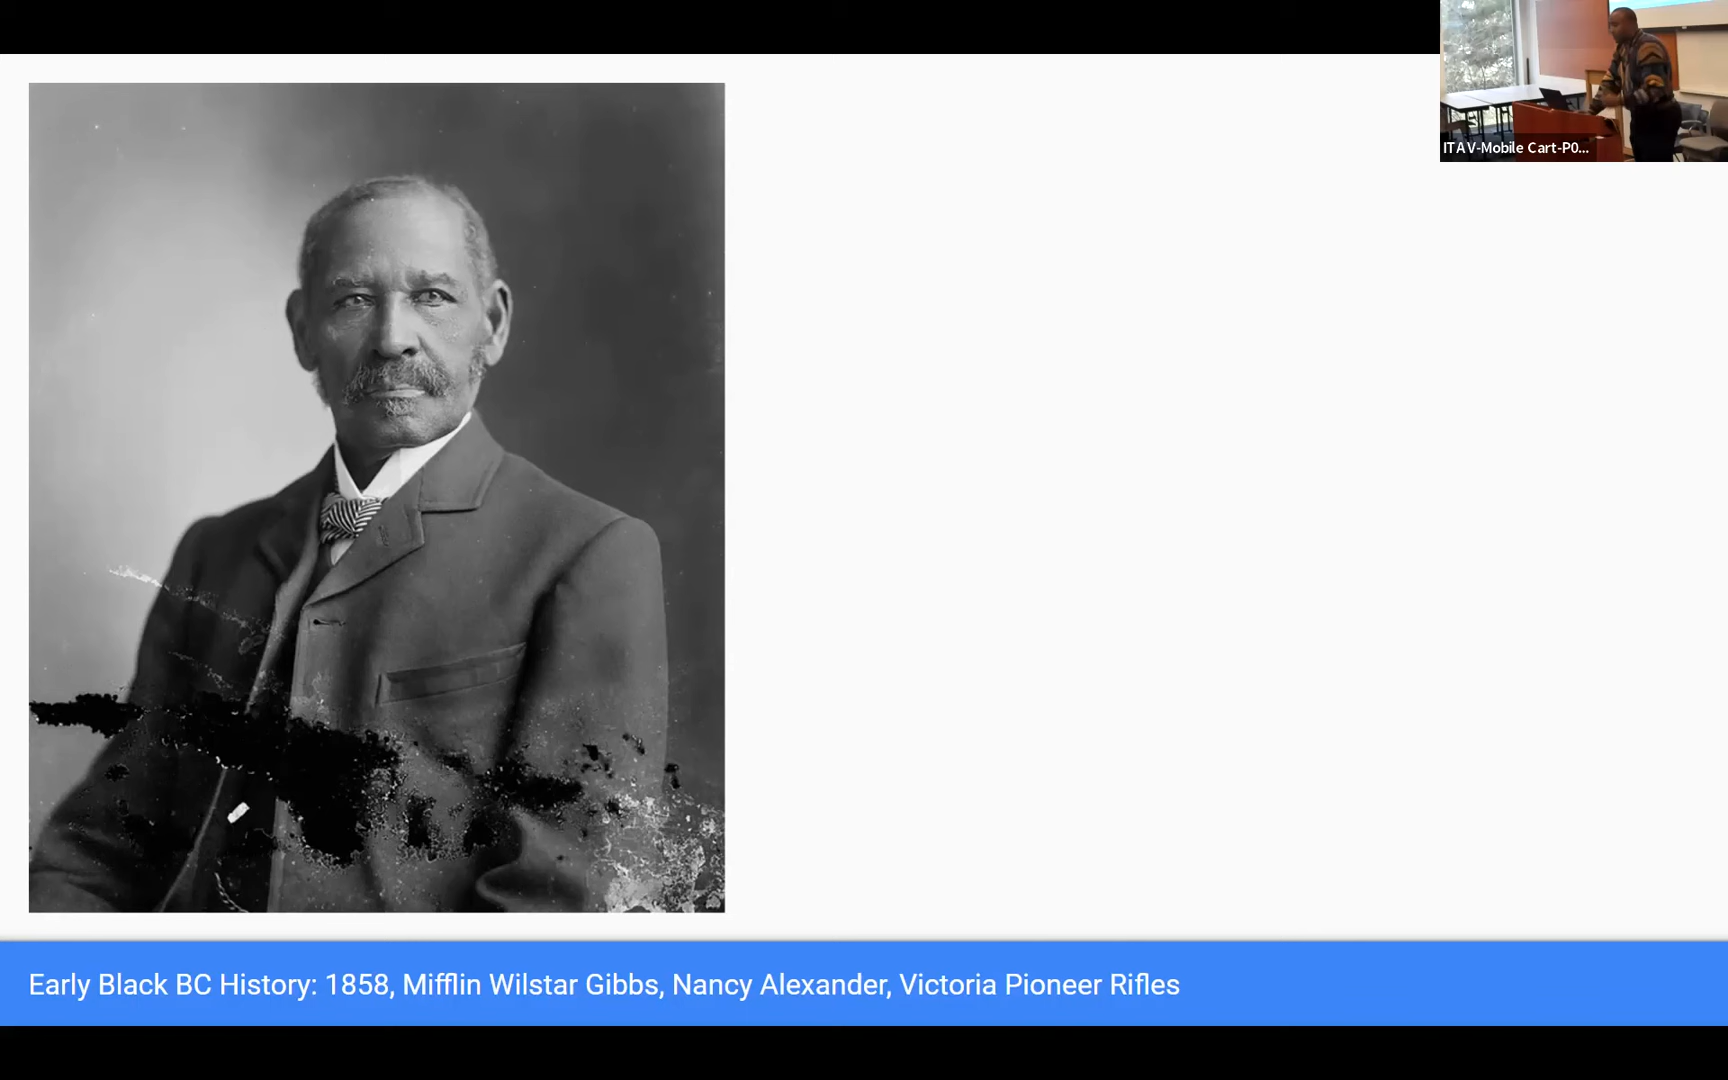 ITAV-Mobile Cart-P0...
Early Black BC History: 1858, Mifflin Wilstar Gibbs, Nancy Alexander, Victoria Pioneer Rifles